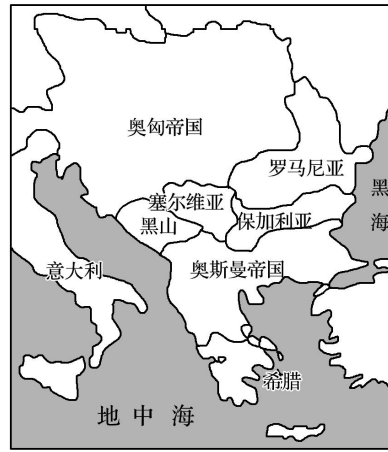 奥匈帝国
罗马尼亚
黑海
塞尔维亚
黑山
保加利亚
意大利
奥斯曼帝国
希腊
地中海